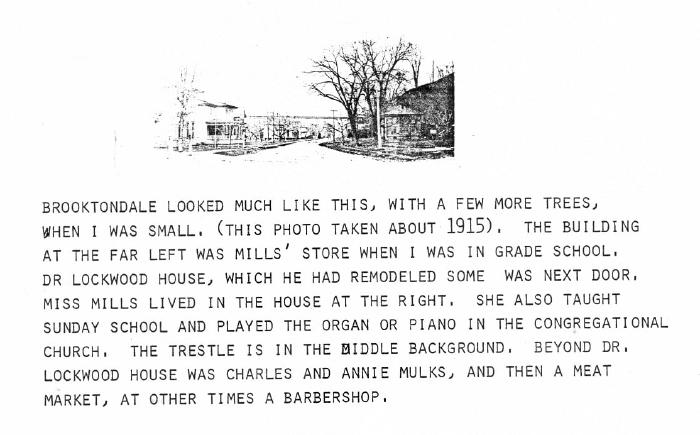 BROOKTONDALE LOOKED MUCH LIKE THIS, WITH A FEW MORE TREES,
WHEN I WAS SMALL. (THIS PHOTO TAKEN ABOUT 1915). THE BUILDING
AT THE FAR LEFT WAS MILLS' STORE WHEN I WAS IN GRADE SCHOOL.
DR LOCKWOOD HOUSE, WHICH HE HAD REMODELED SOME WAS NEXT DOOR.
MISS MILLS LIVED IN THE HOUSE AT THE RIGHT. SHE ALSO TAUGHT
SUNDAY SCHOOL AND PLAYED THE ORGAN OR PIANO IN THE CONGREGATIONAL
CHURCH. THE TRESTLE IS IN THE MIDDLE BACKGROUND. BEYOND DR.
LOCKWOOD HOUSE WAS CHARLES AND ANNIE MULKS, AND THEN A MEAT
MARKET, AT OTHER TIMES A BARBERSHOP.